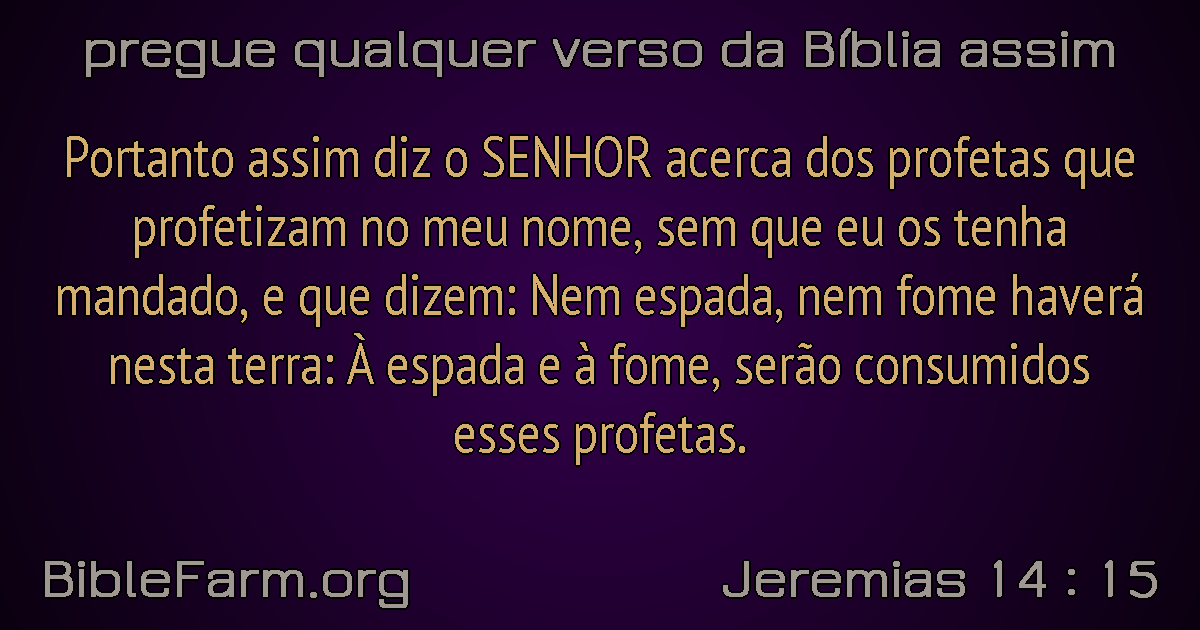 pregue qualquer verso da Bíblia assim
Portanto assim diz o SENHOR acerca dos profetas que
profetizam no meu nome, sem que eu os tenha
mandado, e que dizem: Nem espada, nem fome haverá
nesta terra: À espada e à fome, serão consumidos
esses profetas.
BibleFarm.org
Jeremias 14 : 15